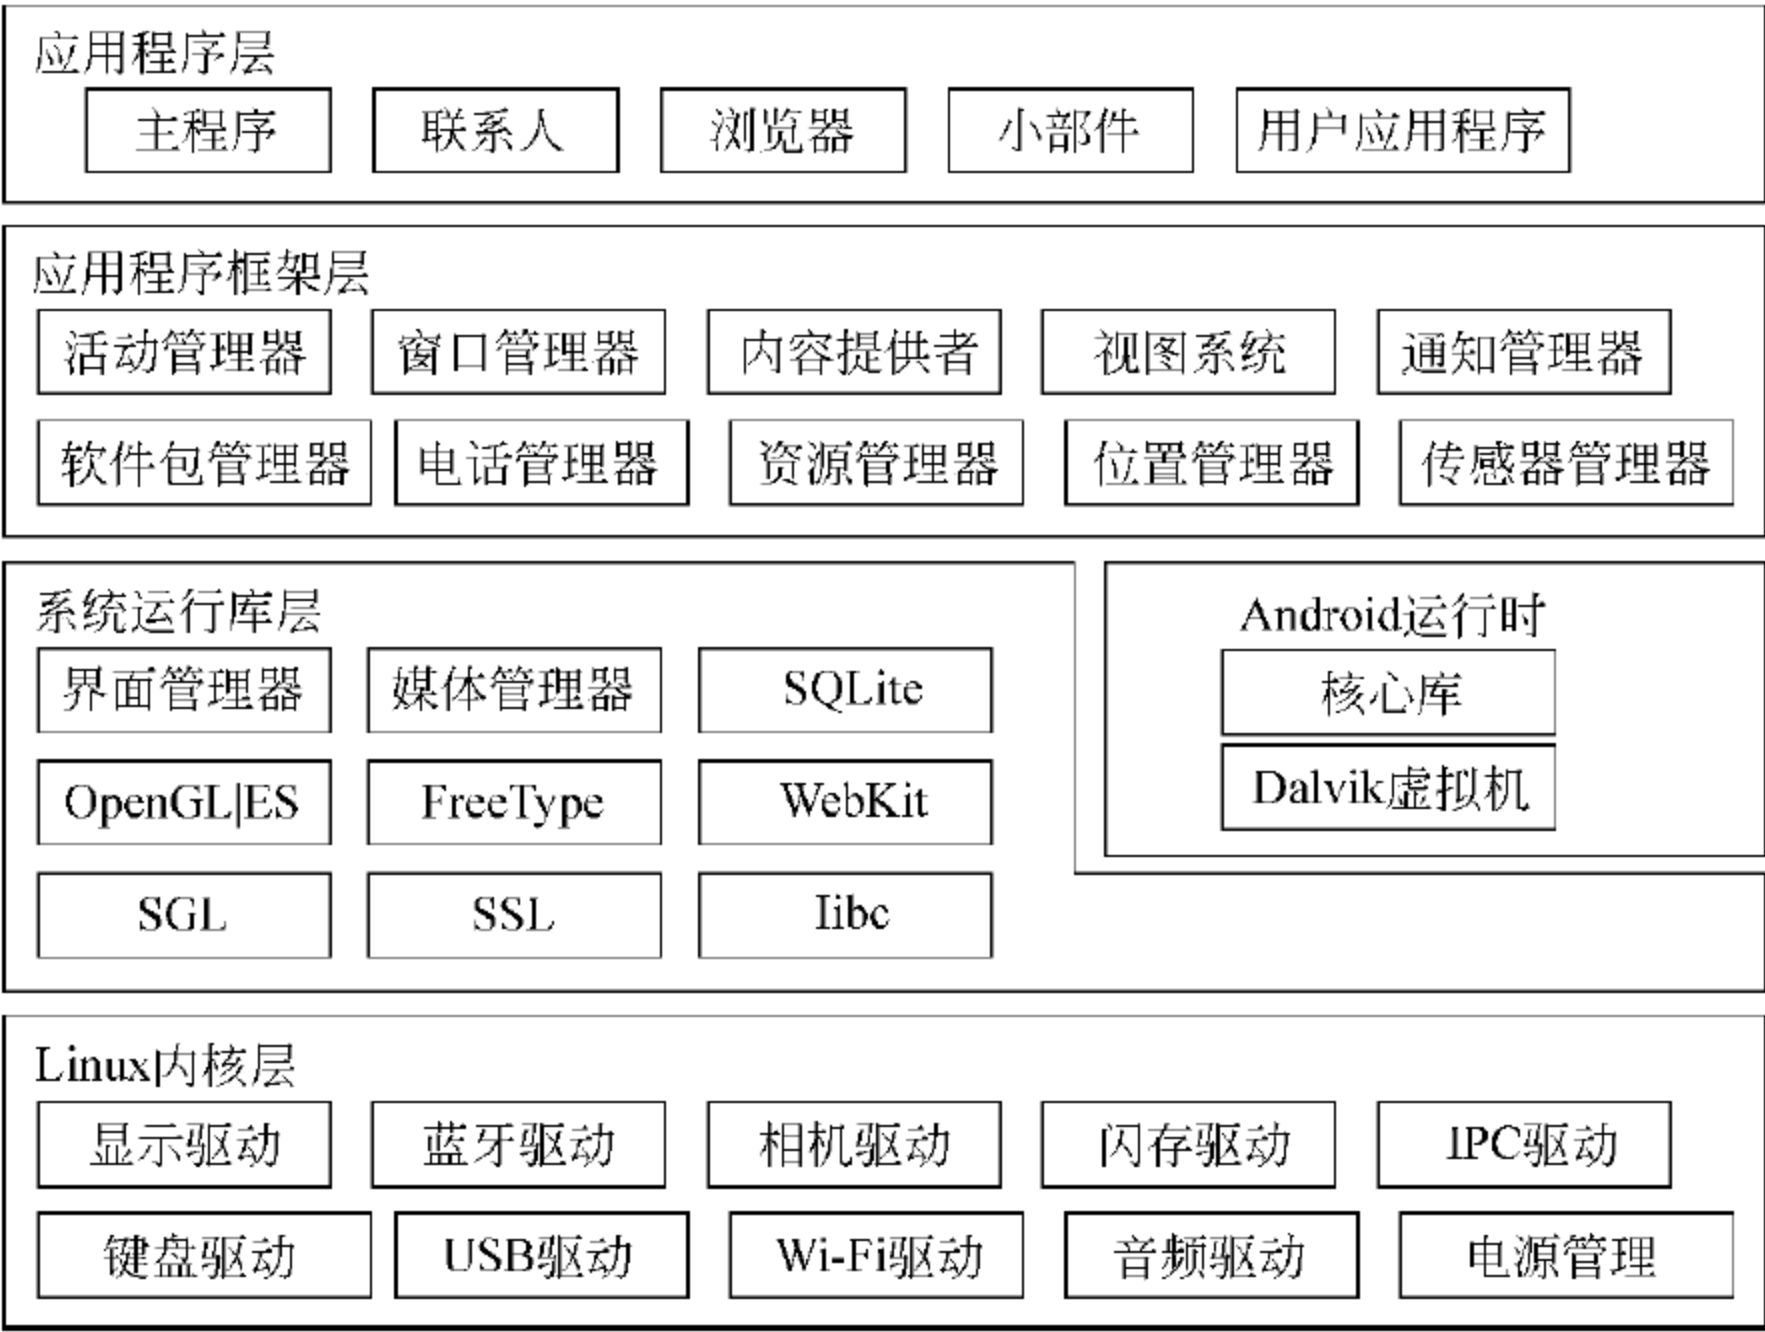 应用程序层
主程序 联系人 浏览器 小部件 用户应用程序
应用程序框架层
活动管理器 窗口管理器 内容提供者 视图系统 通知管理器
软件包管理器 电话管理器 资源管理器 位置管理器 传感器管理器
系统运行库层
界面管理器 媒体管理器 SQLite
OpenGL|ES FreeType WebKit
SGL SSL Iibc
Android运行时
核心库
Dalvik虚拟机
Linux内核层
显示驱动 蓝牙驱动 相机驱动 闪存驱动 IPC驱动
键盘驱动 USB驱动 Wi-Fi驱动 音频驱动 电源管理